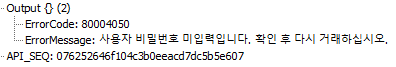 Output {} (2)
ErrorCode: 80004050
ErrorMessage: 사용자 비밀번호 미입력입니다. 확인 후 다시 거래하십시오.
API_SEQ: 076252646f104c3b0eeacd7dc5b5e607